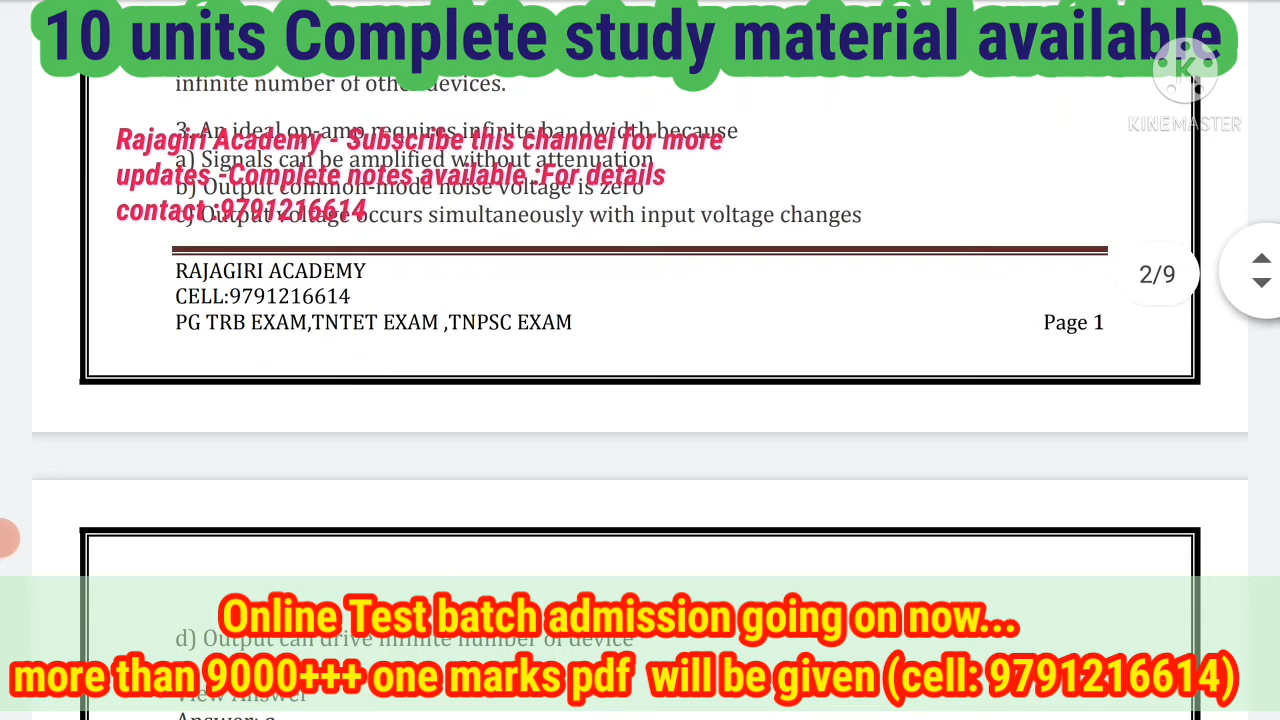 10 units Complete study material available
infinite number of other devices.
KINEMASTER
3. An ideal op-amp requires infinite bandwidth because
Rajagiri Academy - Subscribe this channel for more
a) Signals can be amplified without attenuation
updates -Complete notes available :For details
b) Output common-mode noise voltage is zero
contact :9791216614
c) Output voltage occurs simultaneously with input voltage changes
RAJAGIRI ACADEMY
CELL:9791216614
PG TRB EXAM,TNTET EXAM ,TNPSC EXAM
Page 1
2/9
Online Test batch admission going on now...
d) Output can drive infinite number of device
more than 9000+++ one marks pdf will be given (cell: 9791216614)
View Answer
Answer: a